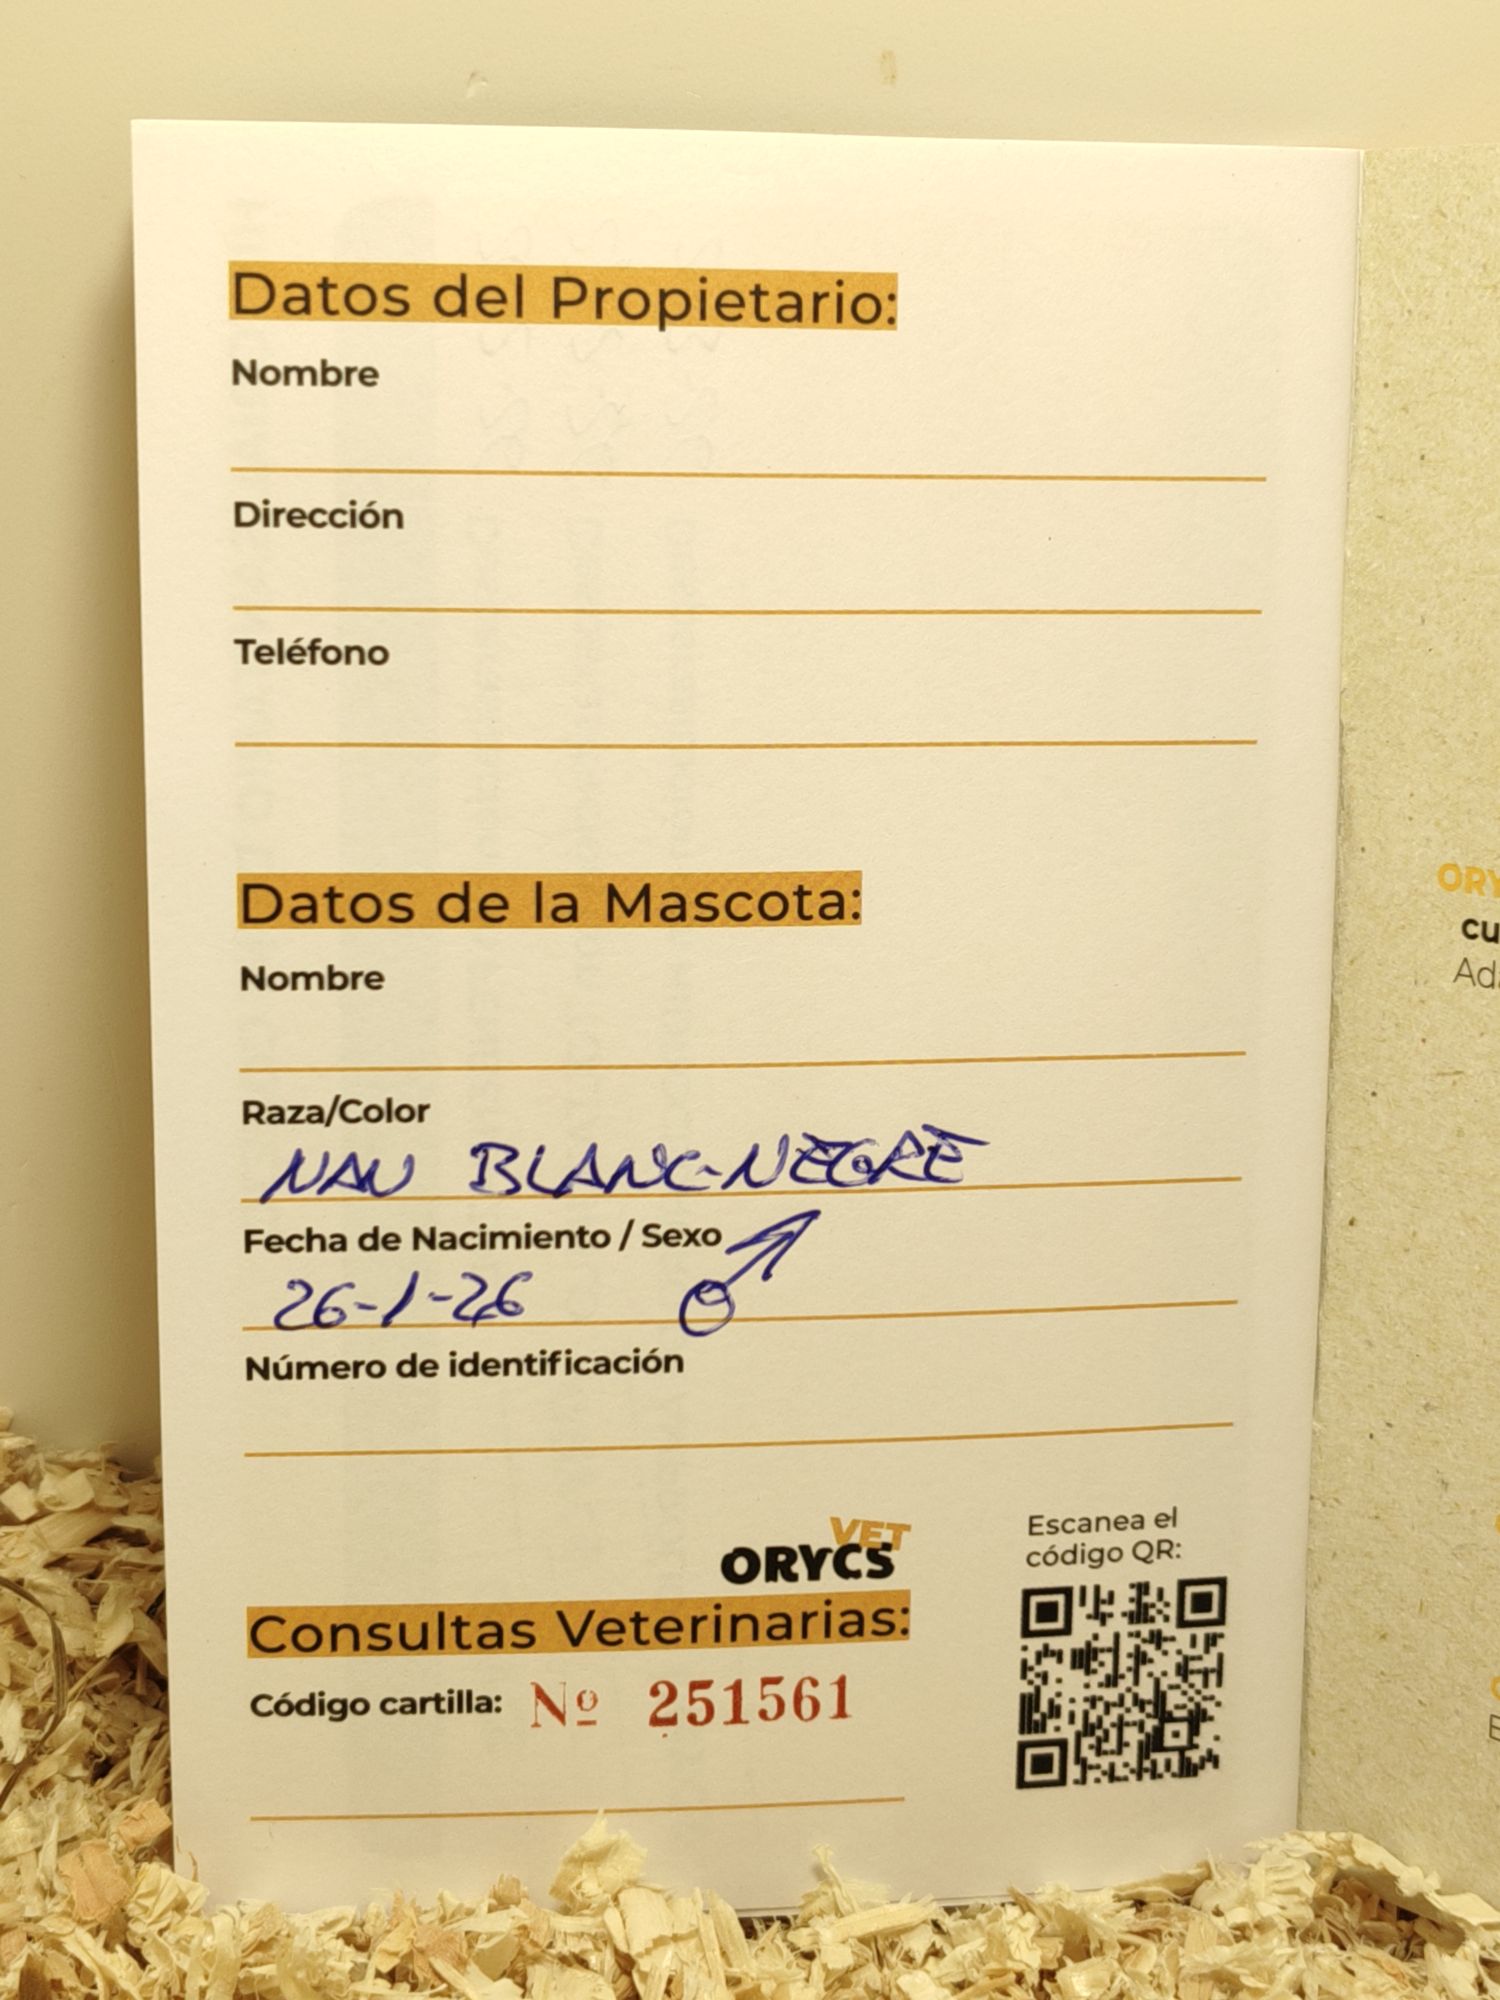 Datos del Propietario:
Nombre
Dirección
Teléfono
Datos de la Mascota:
Nombre
Raza/Color
NAN BLANC-NEGRE
Fecha de Nacimiento / Sexo
26-1-26 ♂
Número de identificación
VET
ORYCS
Consultas Veterinarias:
Código cartilla: Nº 251561
Escanea el
código QR:
ORY
cu